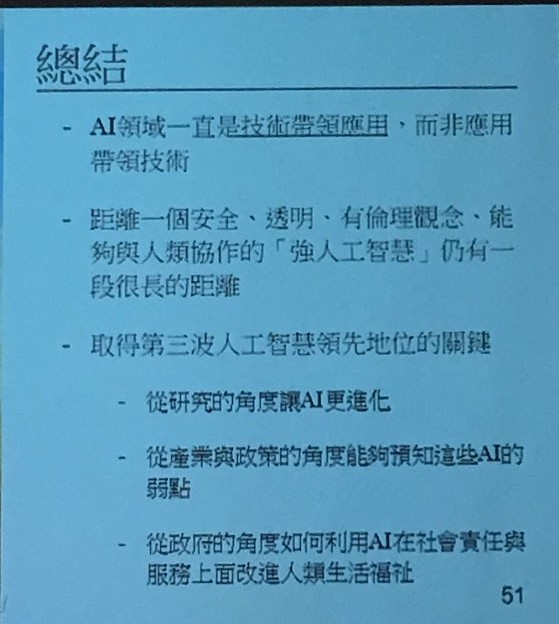 總結
- AI領域一直是技術帶領應用，而非應用
帶領技術
- 距離一個安全、透明、有倫理觀念、能
夠與人類協作的「強人工智慧」仍有一
段很長的距離
- 取得第三波人工智慧領先地位的關鍵
- 從研究的角度讓AI更進化
- 從產業與政策的角度能夠預知這些AI的
弱點
- 從政府的角度如何利用AI在社會責任與
服務上面改進人類生活福祉
51